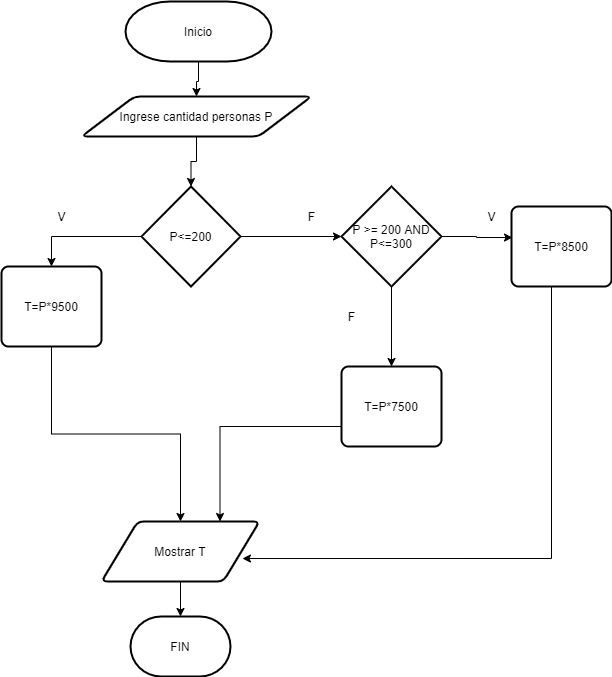 Inicio
Ingrese cantidad personas P
V
P<=200
F
P >= 200 AND
P<=300
V
T=P*8500
T=P*9500
F
T=P*7500
Mostrar T
FIN